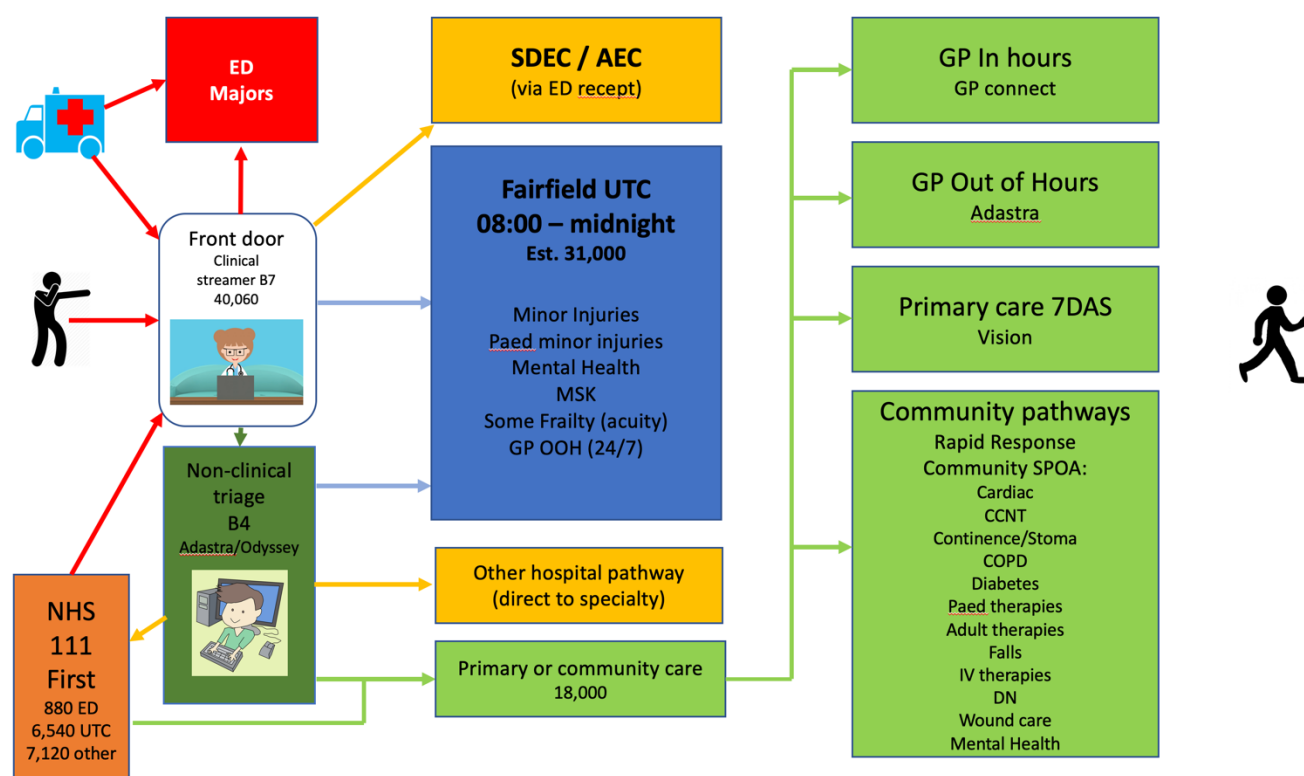 ED
Majors
SDEC / AEC
(via ED recept)
GP In hours
GP connect
Fairfield UTC
08:00 – midnight
Est. 31,000
Minor Injuries
Paed minor injuries
Mental Health
MSK
Some Frailty (acuity)
GP OOH (24/7)
GP Out of Hours
Adastra
Front door
Clinical
streamer B7
40,060
Primary care 7DAS
Vision
Non-clinical
triage
B4
Adastra/Odyssey
NHS
111
First
880 ED
6,540 UTC
7,120 other
Other hospital pathway
(direct to specialty)
Primary or community care
18,000
Community pathways
Rapid Response
Community SPOA:
Cardiac
CCNT
Continence/Stoma
COPD
Diabetes
Paed therapies
Adult therapies
Falls
IV therapies
DN
Wound care
Mental Health